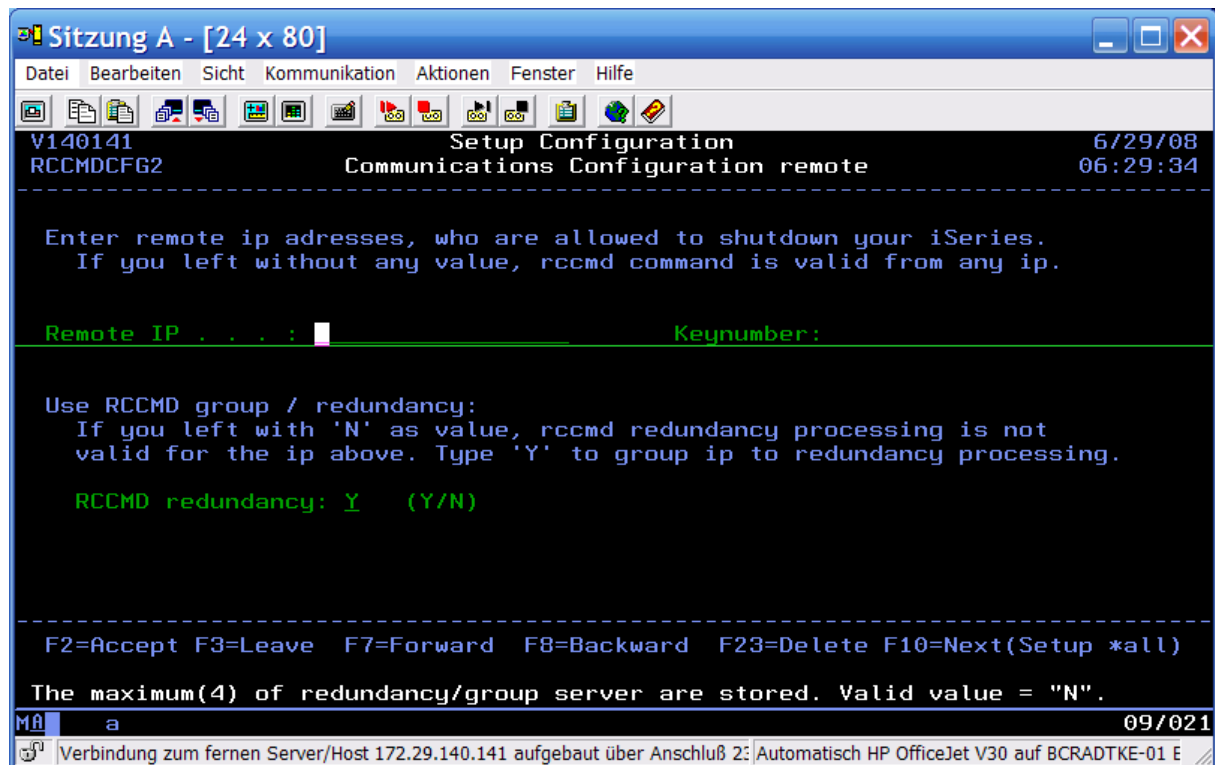 Sitzung A - [24 x 80]
Datei Bearbeiten Sicht Kommunikation Aktionen Fenster Hilfe
V140141 Setup Configuration 6/29/08
RCCMDCFG2 Communications Configuration remote 06:29:34
Enter remote ip adresses, who are allowed to shutdown your iSeries.
If you left without any value, rccmd command is valid from any ip.
Remote IP . . . : Keynumber:
Use RCCMD group / redundancy:
If you left with 'N' as value, rccmd redundancy processing is not
valid for the ip above. Type 'Y' to group ip to redundancy processing.
RCCMD redundancy: Y (Y/N)
F2=Accept F3=Leave F7=Forward F8=Backward F23=Delete F10=Next(Setup *all)
The maximum(4) of redundancy/group server are stored. Valid value = "N".
MA a 09/021
Verbindung zum fernen Server/Host 172.29.140.141 aufgebaut über Anschluß Automatisch HP OfficeJet V30 auf BCRADTKE-01